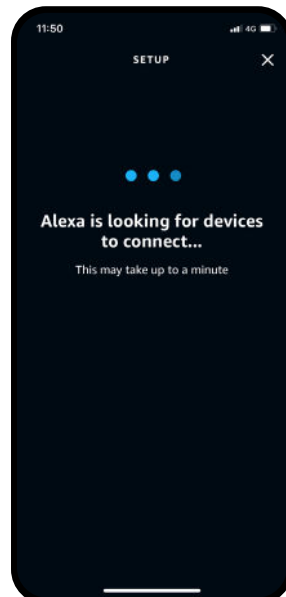 11:50
4G
SETUP
Alexa is looking for devices
to connect...
This may take up to a minute